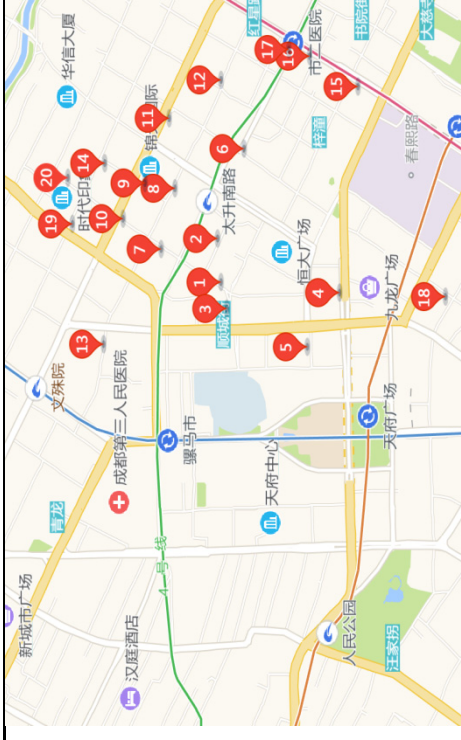 新城市广场
20
19
青龙
文殊院
华信大厦
时代印
13
14
10
成都第三人民医院
9
汉庭酒店
7
11
国际
8
4号线
骡马市
2
1
12
3
顺城
6
太升南路
红星
天府中心
17
5
16
恒大广场
市二医院
梓潼
4
15
人民公园
书院街
天府广场
九龙广场
汪家拐
春熙路
18
大慈寺